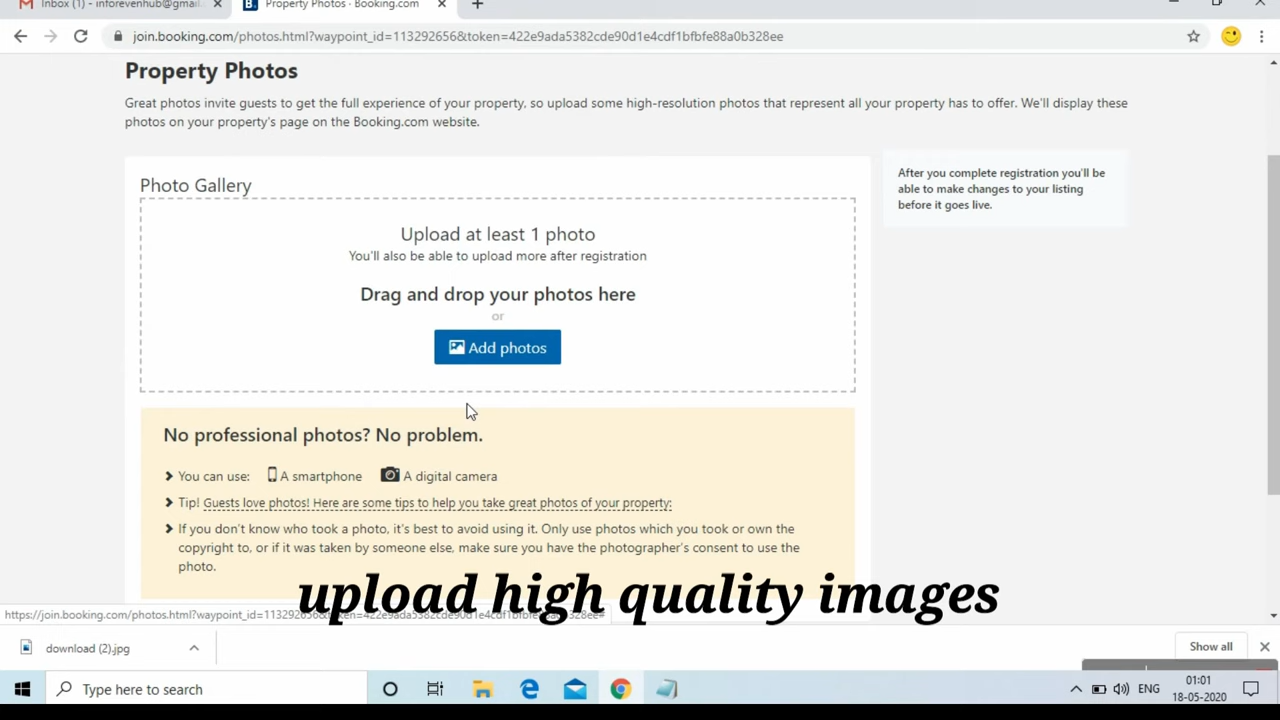 Inbox (1) - inforevenhub@gmail.
Property Photos · Booking.com
join.booking.com/photos.html?waypoint_id=113292656&token=422e9ada5382cde90d1e4cdf1bfbfe88a0b328ee
Property Photos
Great photos invite guests to get the full experience of your property, so upload some high-resolution photos that represent all your property has to offer. We'll display these
photos on your property's page on the Booking.com website.
Photo Gallery
After you complete registration you'll be
able to make changes to your listing
before it goes live.
Upload at least 1 photo
You'll also be able to upload more after registration
Drag and drop your photos here
or
Add photos
No professional photos? No problem.
You can use: A smartphone A digital camera
Tip! Guests love photos! Here are some tips to help you take great photos of your property:
If you don't know who took a photo, it's best to avoid using it. Only use photos which you took or own the
copyright to, or if it was taken by someone else, make sure you have the photographer's consent to use the
photo.
upload high quality images
https://join.booking.com/photos.html?waypoint_id=113292656&token=422e9ada5382cde90d1e4cdf1bfbfe88a0b328ee#
download (2).jpg
Show all
Type here to search
ENG
01:01
18-05-2020